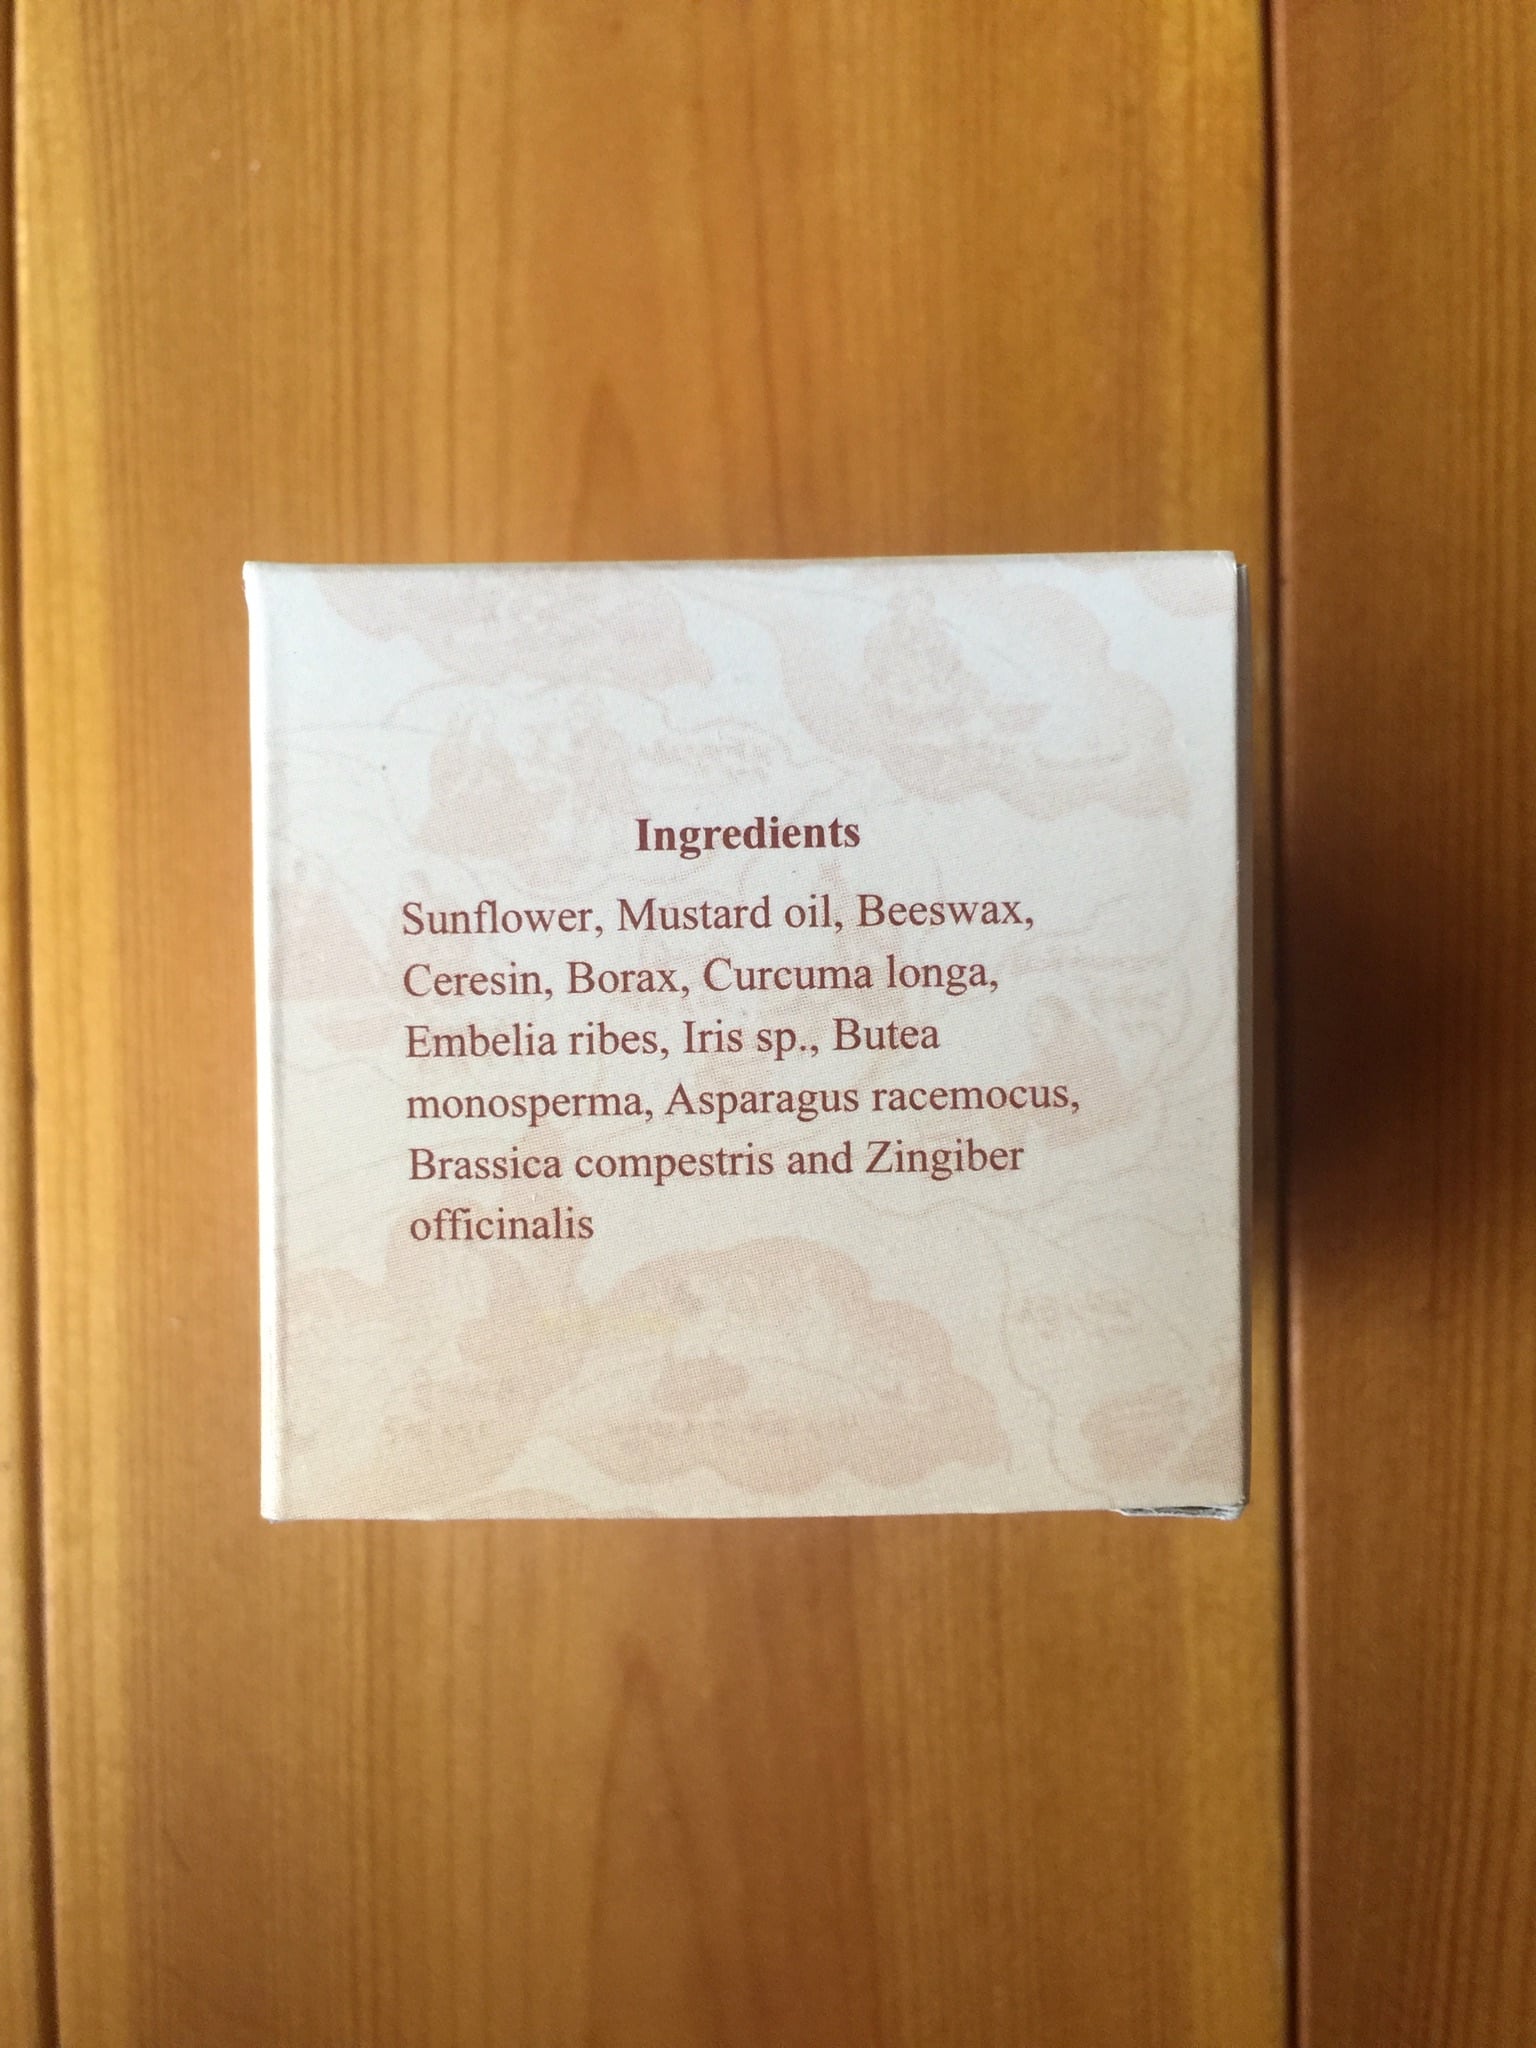 Ingredients
Sunflower, Mustard oil, Beeswax,
Ceresin, Borax, Curcuma longa,
Embelia ribes, Iris sp., Butea
monosperma, Asparagus racemocus,
Brassica compestris and Zingiber
officinalis